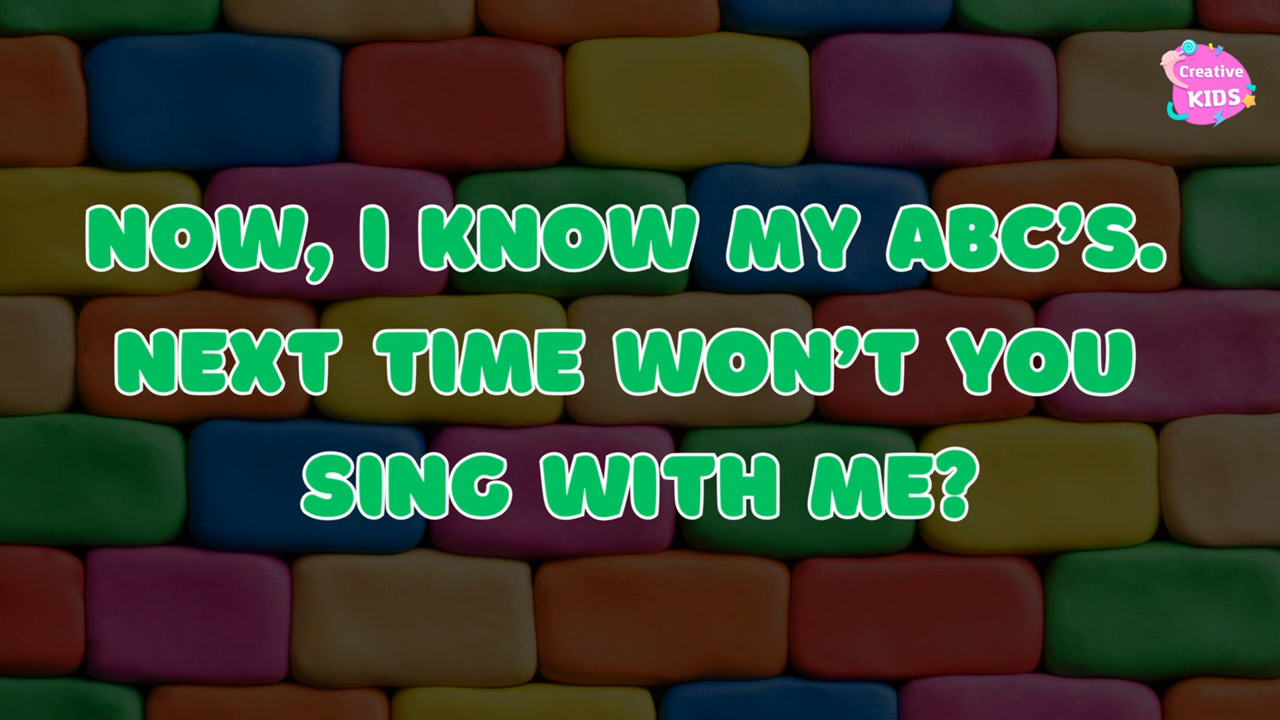 Creative
KIDS
NOW, I KNOW MY ABC’S.
NEXT TIME WON’T YOU
SING WITH ME?